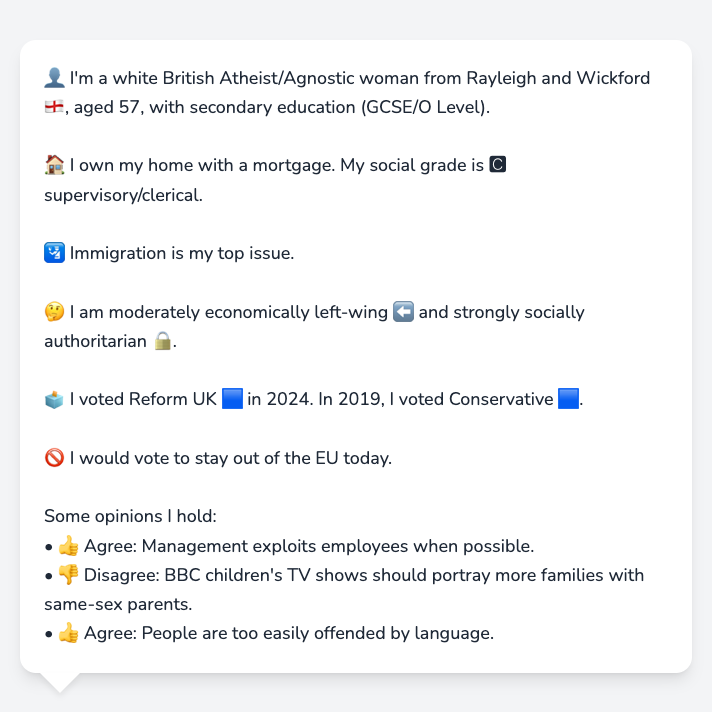 👤 I'm a white British Atheist/Agnostic woman from Rayleigh and Wickford
🏴󠁧󠁢󠁥󠁮󠁧󠁿, aged 57, with secondary education (GCSE/O Level).
🏠 I own my home with a mortgage. My social grade is 🅲
supervisory/clerical.
🛂 Immigration is my top issue.
🤔 I am moderately economically left-wing ⬅️ and strongly socially
authoritarian 🔒.
🗳️ I voted Reform UK 🟦 in 2024. In 2019, I voted Conservative 🟦.
🚫 I would vote to stay out of the EU today.
Some opinions I hold:
• 👍 Agree: Management exploits employees when possible.
• 👎 Disagree: BBC children's TV shows should portray more families with
same-sex parents.
• 👍 Agree: People are too easily offended by language.